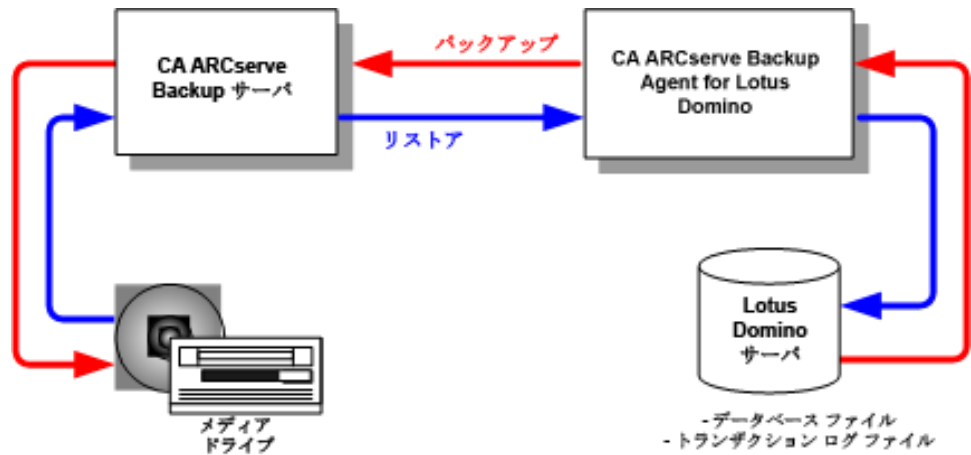 CA ARCserve
Backup サーバ
バックアップ
リストア
CA ARCserve Backup
Agent for Lotus
Domino
Lotus
Domino
サーバ
メディア
ドライブ
- データベース ファイル
- トランザクション ログ ファイル